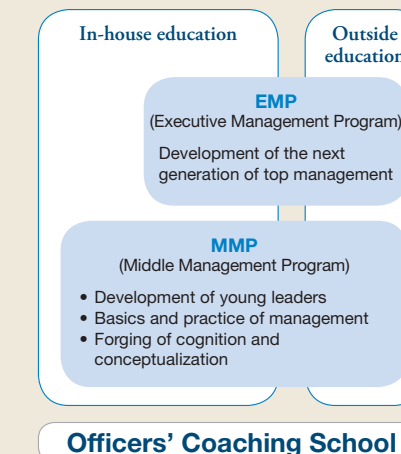 In-house education
Outside
education
EMP
(Executive Management Program)
Development of the next
generation of top management
MMP
(Middle Management Program)
• Development of young leaders
• Basics and practice of management
• Forging of cognition and
conceptualization
Officers’ Coaching School